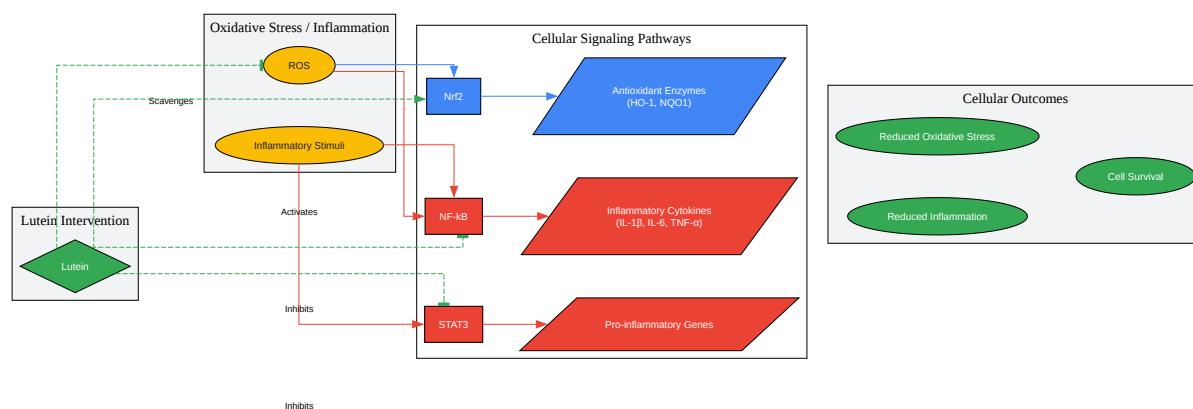 Oxidative Stress / Inflammation
ROS
Scavenges
Inflammatory Stimuli
Activates
Lutein Intervention
Lutein
Inhibits
Inhibits
Cellular Signaling Pathways
Nrf2
Antioxidant Enzymes
(HO-1, NQO1)
NF-kB
Inflammatory Cytokines
(IL-1β, IL-6, TNF-α)
STAT3
Pro-inflammatory Genes
Cellular Outcomes
Reduced Oxidative Stress
Cell Survival
Reduced Inflammation